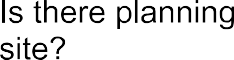 Is there planning
site?